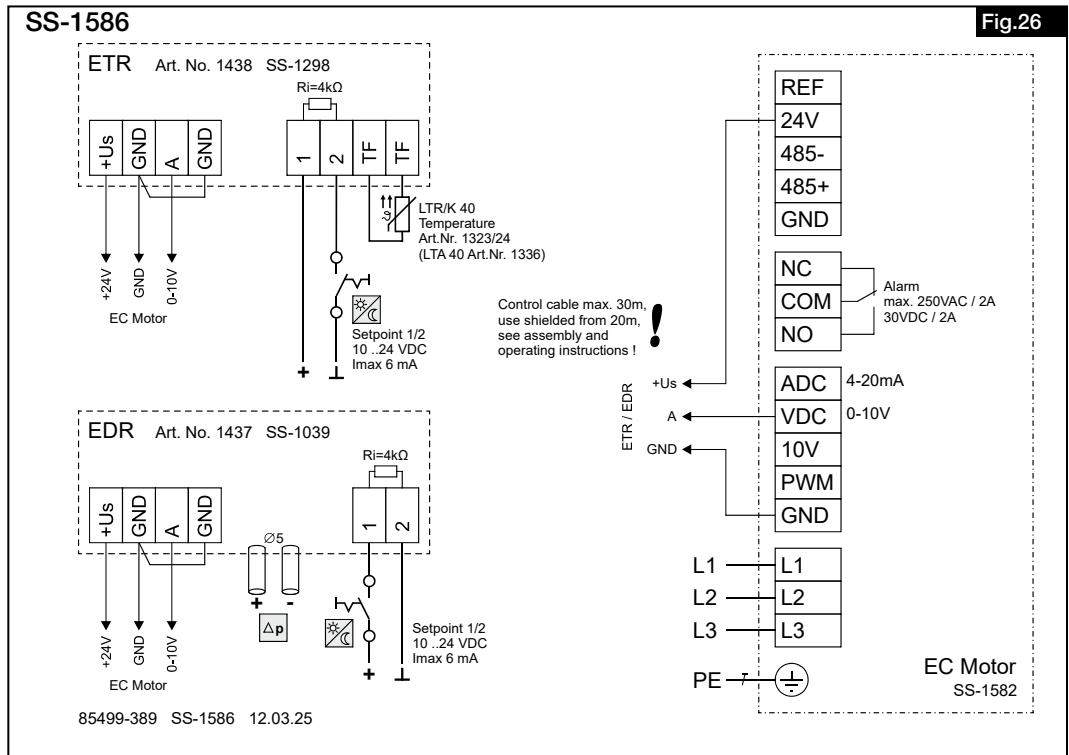 SS-1586
Fig.26
ETR Art. No. 1438 SS-1298
Ri=4kΩ
+Us
GND
A
GND
1
2
TF
TF
ϑ
LTR/K 40
Temperature
Art.Nr. 1323/24
(LTA 40 Art.Nr. 1336)
+24V
GND
0-10V
EC Motor
Setpoint 1/2
10 ..24 VDC
Imax 6 mA
+
EDR Art. No. 1437 SS-1039
Ri=4kΩ
+Us
GND
A
GND
∅5
1
2
+ -
Δp
+24V
GND
0-10V
EC Motor
Setpoint 1/2
10 ..24 VDC
Imax 6 mA
+
85499-389 SS-1586 12.03.25
Control cable max. 30m,
use shielded from 20m,
see assembly and
operating instructions !
!
ETR / EDR
+Us
A
GND
REF
24V
485-
485+
GND
NC
COM
NO
Alarm
max. 250VAC / 2A
30VDC / 2A
ADC 4-20mA
VDC 0-10V
10V
PWM
GND
L1 L1
L2 L2
L3 L3
PE
EC Motor
SS-1582